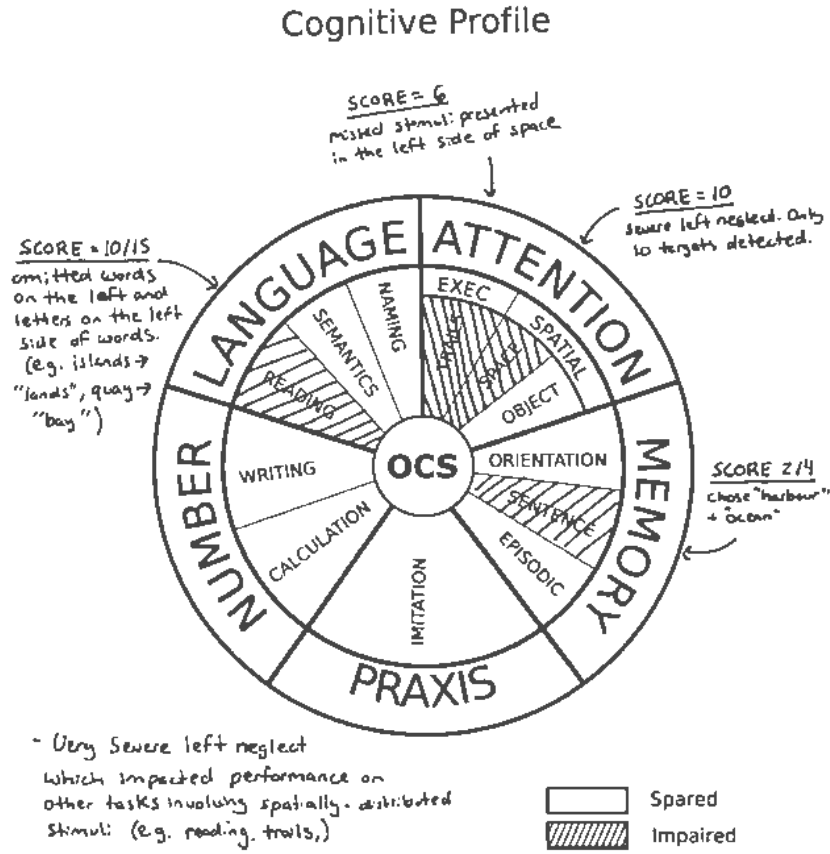 Cognitive Profile
SCORE = 6
missed stimuli presented
in the left side of space
SCORE = 10
severe left neglect. Only
10 targets detected.
SCORE = 10/15
omitted words
on the left and
letters on the left
side of words.
(e.g. islands →
"lands", quay →
"bay")
LANGUAGE
ATTENTION
MEMORY
PRAXIS
NUMBER
NAMING
SEMANTICS
READING
EXEC
TRAILS
SPATIAL
SPACE
OBJECT
ORIENTATION
SENTENCE
EPISODIC
IMITATION
WRITING
CALCULATION
OCS
SCORE 2/4
chose "harbour"
+ "ocean"
- Very Severe left neglect
which impacted performance on
other tasks involving spatially-distributed
stimuli (e.g. reading, trails,)
Spared
Impaired